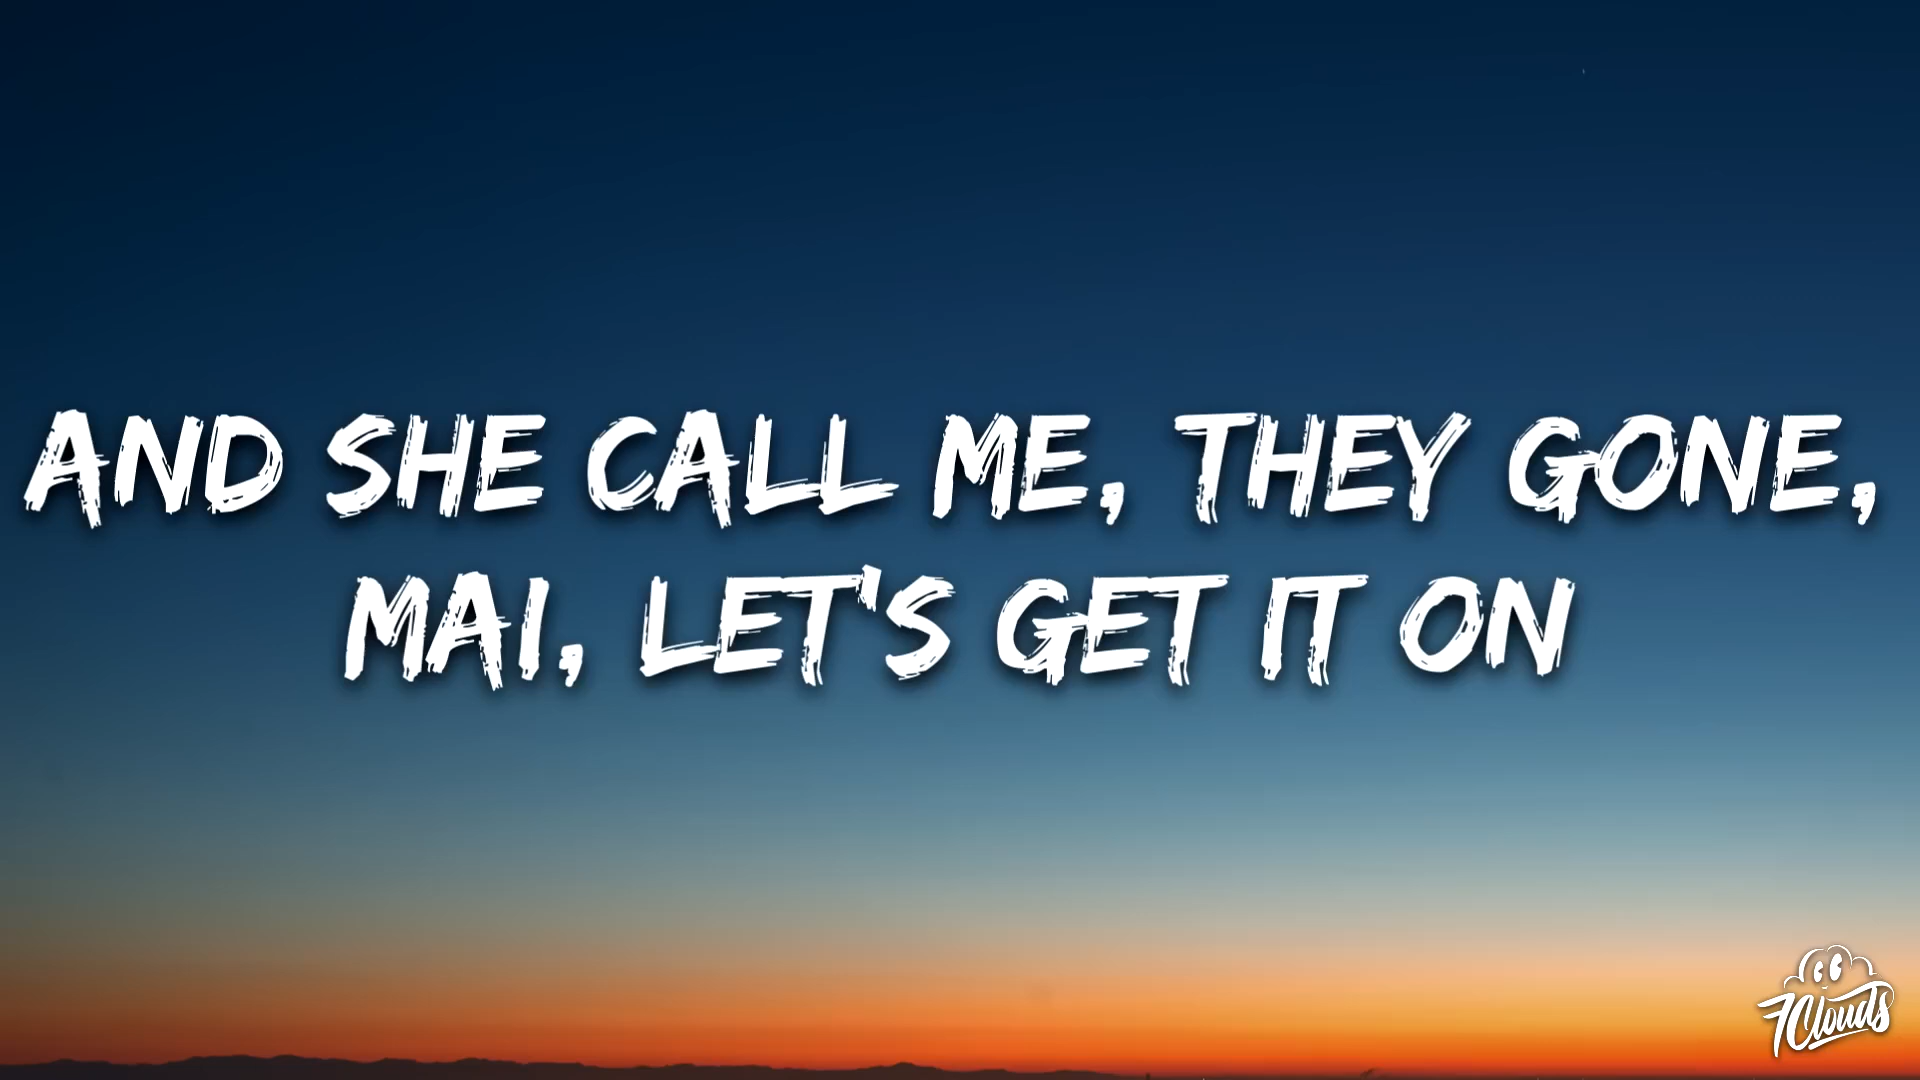 AND SHE CALL ME, THEY GONE,
MAI, LET'S GET IT ON
7clouds